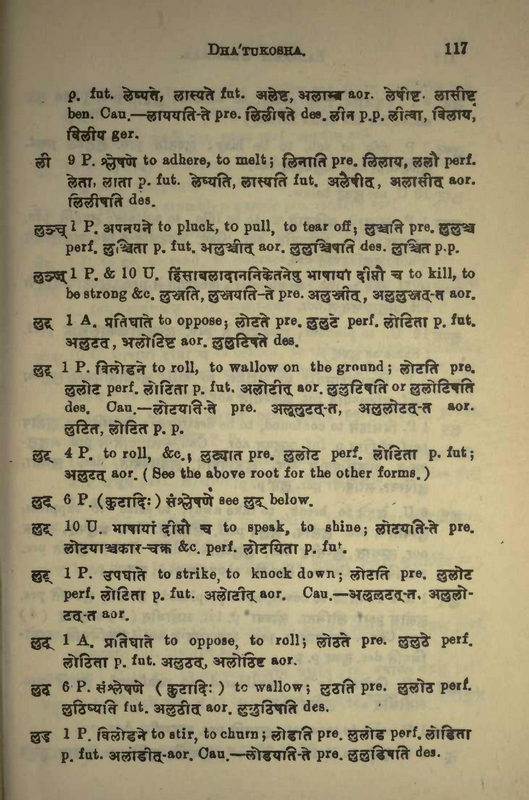 DHA'TUKOSHA. 117
p. fut. लेष्यते, लास्यते fut. अलेष्ट, अलास्त aor. लेषीष्ट. लासीष्ट
ben. Cau.—लाययति-ते pre. लिलीषते des. लीन p.p. लीत्वा, विलाय,
विलीय ger.
ली 9 P. श्लेषणे to adhere, to melt; लिनाति pre. लिलाय, ललौ perf.
लेता, लाता p. fut. लेष्यति, लास्यति fut. अलैषीत्, अलासीत् aor.
लिलीषति des.
लुञ्च् 1 P. अपनयने to pluck, to pull, to tear off; लुञ्चति pre. लुलुञ्च
perf. लुञ्चिता p. fut. अलुञ्चीत् aor. लुलुञ्चिषति des. लुञ्चित p.p.
लुञ्ज् 1 P. & 10 U. हिंसाबलादाननिकेतनेषु भाषायां दीप्तौ च to kill, to
be strong &c. लुञ्जति, लुञ्जयति-ते pre. अलुञ्जीत्, अलुलुञ्जत्-त aor.
लुट् 1 A. प्रतिघाते to oppose; लोटते pre. लुलुटे perf. लोटिता p. fut.
अलुटत्, अलोटिष्ट aor. लुलुटिषते des.
लुट् 1 P. विलोडने to roll, to wallow on the ground; लोटति pre.
लुलोट perf. लोटिता p. fut. अलोटीत् aor. लुलुटिषति or लुलोटिषति
des. Cau.—लोटयति-ते pre. अलूलुटत्-त, अलुलोटत्-त aor.
लुटित, लोटित p. p.
लुट् 4 P. to roll, &c., लुट्यति pre. लुलोट perf. लोटिता p. fut;
अलुटत् aor. ( See the above root for the other forms. )
लुट् 6 P. ( कुटादिः ) संश्लेषणे see लुठ् below.
लुट् 10 U. भाषायां दीप्तौ च to speak, to shine; लोटयति-ते pre.
लोटयाञ्चकार-चक्रे &c. perf. लोटयिता p. fut.
लुठ् 1 P. उपघाते to strike, to knock down; लोठति pre. लुलोठ
perf. लोठिता p. fut. अलोठीत् aor. Cau.—अलूलुठत्-त, अलुलो-
ठत्-त aor.
लुठ् 1 A. प्रतिघाते to oppose, to roll; लोठते pre. लुलुठे perf.
लोठिता p. fut. अलुठत्, अलोठिष्ट aor.
लुठ् 6 P. संश्लेषणे ( कुटादिः ) to wallow; लुठति pre. लुलोठ perf.
लुठिष्यति fut. अलुठीत् aor. लुलुठिषति des.
लुड् 1 P. विलोडने to stir, to churn; लोडति pre. लुलोड perf. लोडिता
p. fut. अलोडीत्-aor. Cau.—लोडयति-ते pre. लुलुडिषति des.